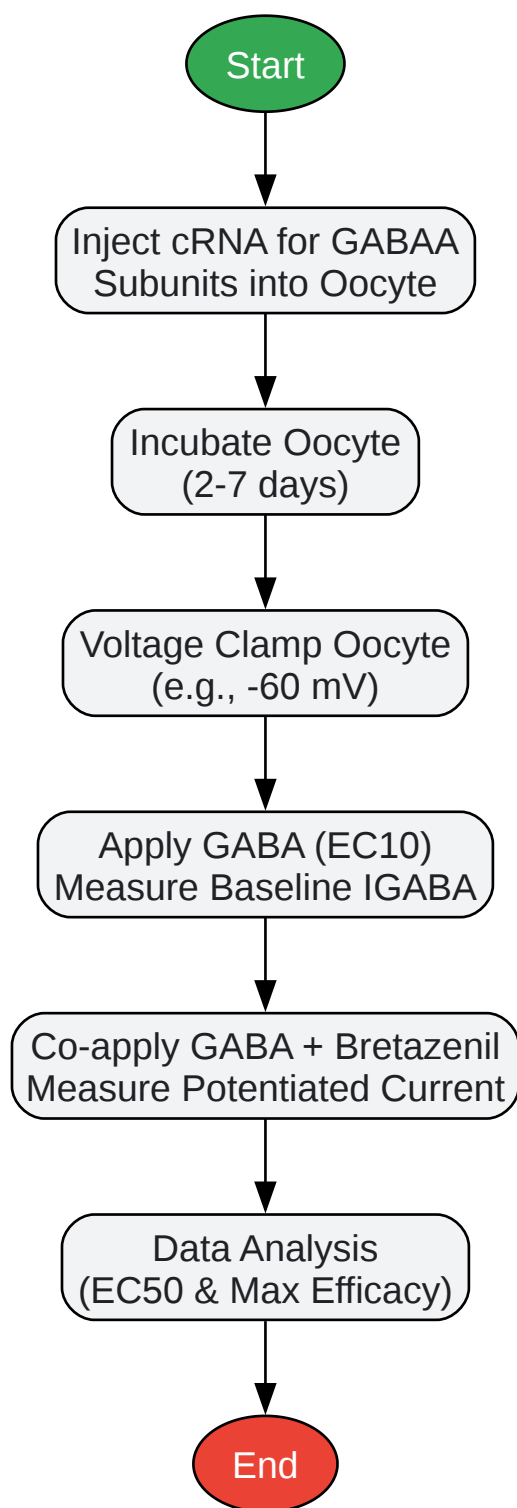 Start
Inject cRNA for GABAA
Subunits into Oocyte
Incubate Oocyte
(2-7 days)
Voltage Clamp Oocyte
(e.g., -60 mV)
Apply GABA (EC10)
Measure Baseline IGABA
Co-apply GABA + Bretazenil
Measure Potentiated Current
Data Analysis
(EC50 & Max Efficacy)
End